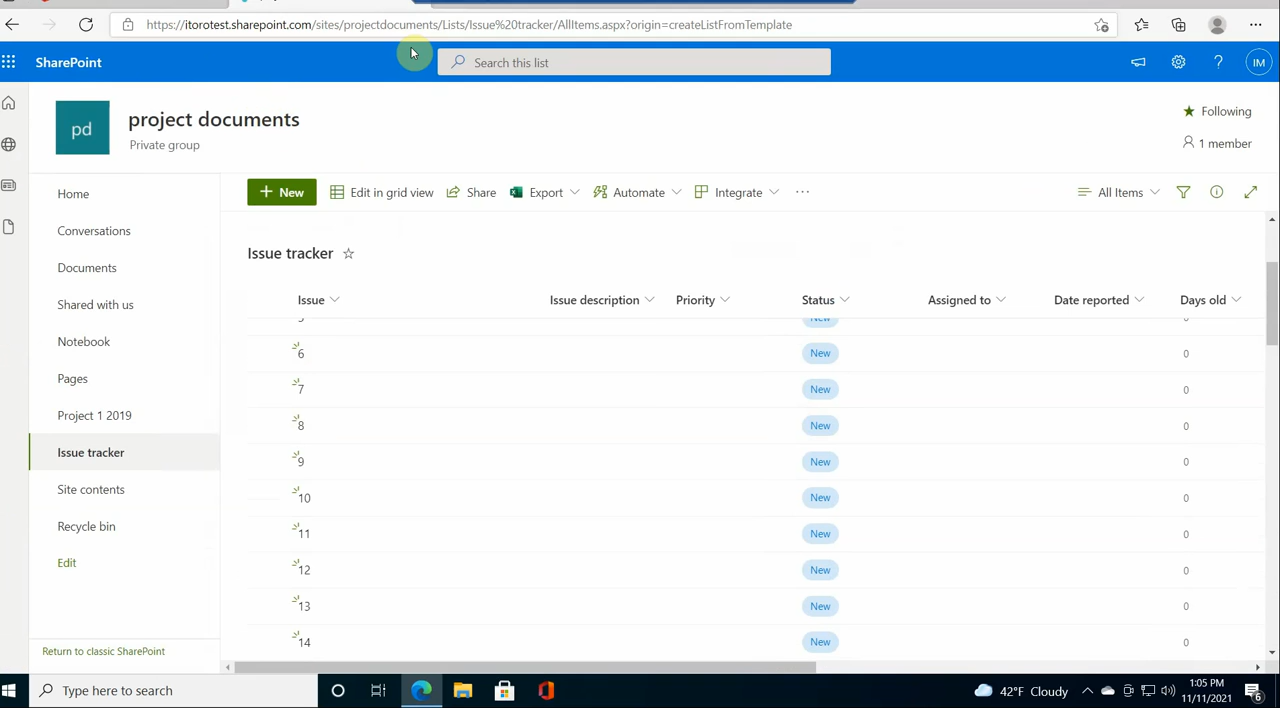 https://itorotest.sharepoint.com/sites/projectdocuments/Lists/Issue%20tracker/AllItems.aspx?origin=createListFromTemplate
SharePoint
Search this list
IM
pd
project documents
Private group
Following
1 member
Home
Conversations
Documents
Shared with us
Notebook
Pages
Project 1 2019
Issue tracker
Site contents
Recycle bin
Edit
Return to classic SharePoint
New Edit in grid view Share Export Automate Integrate All Items
Issue tracker
Issue Issue description Priority Status Assigned to Date reported Days old
5 New 0
6 New 0
7 New 0
8 New 0
9 New 0
10 New 0
11 New 0
12 New 0
13 New 0
14 New 0
Type here to search
42°F Cloudy
1:05 PM
11/11/2021
6